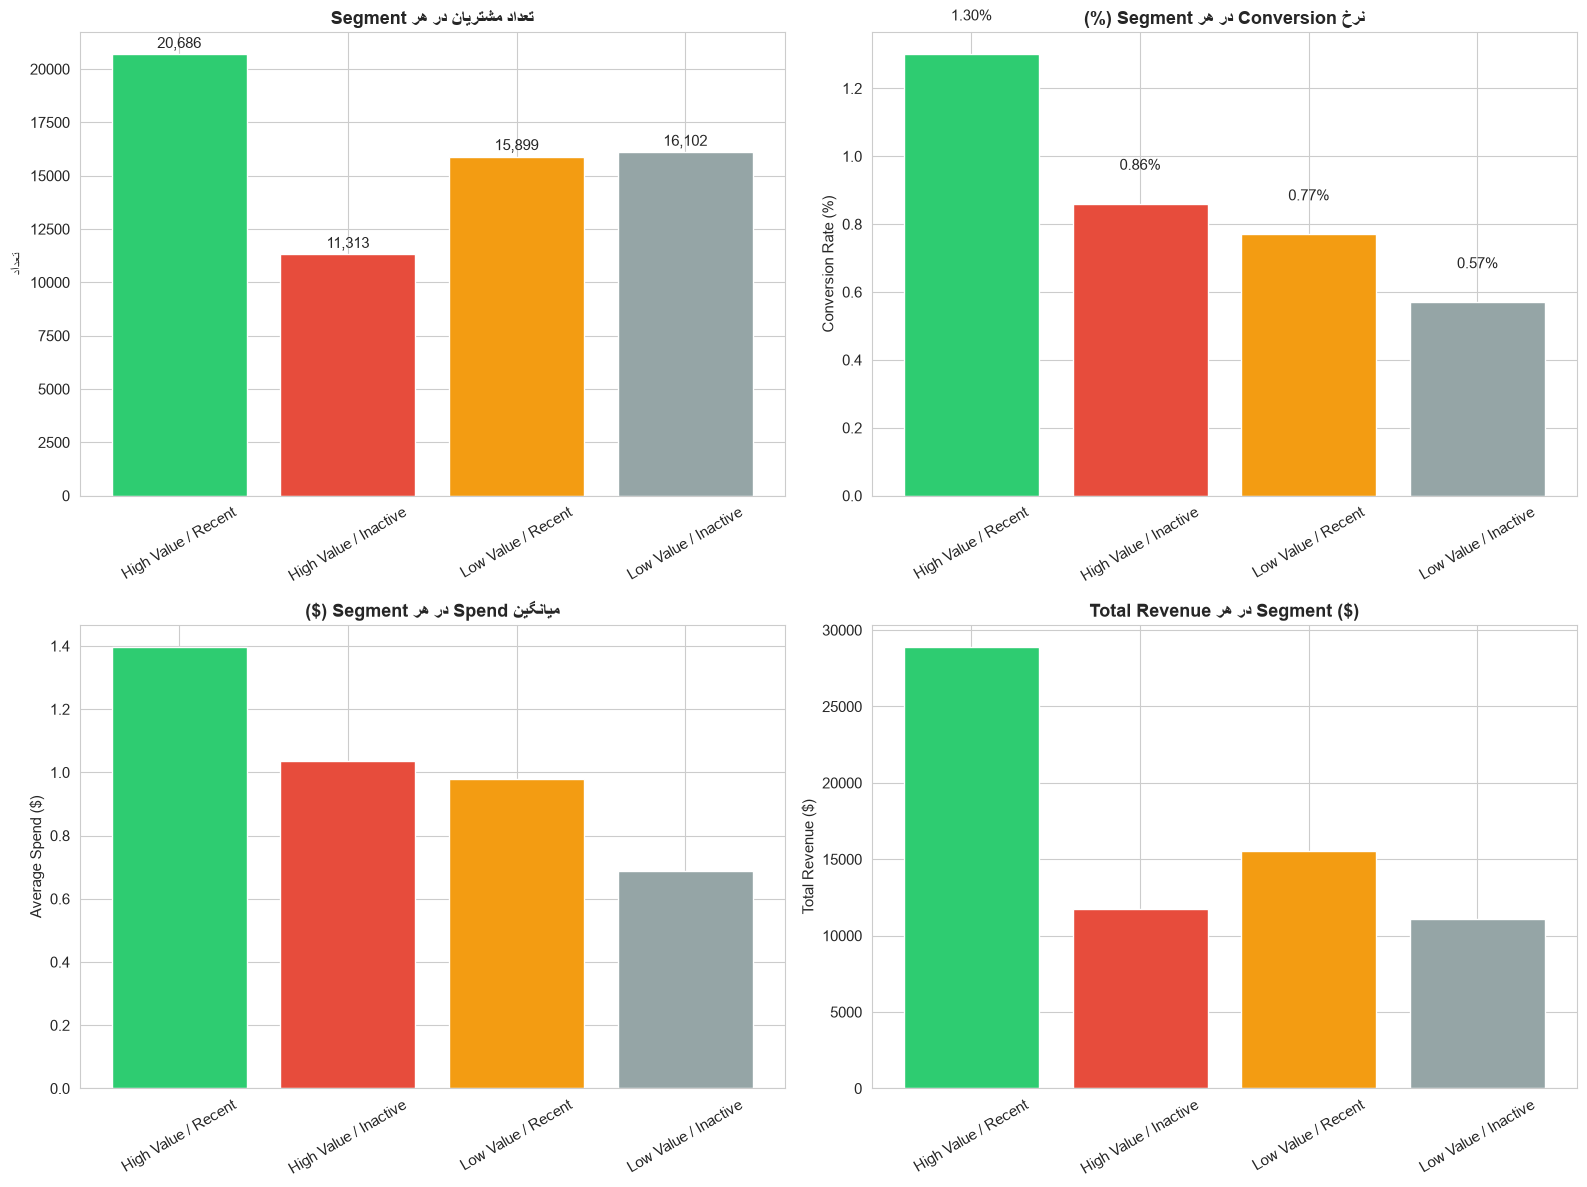 تعداد مشتریان در هر Segment
20,686
11,313
15,899
16,102
تعداد
20000
17500
15000
12500
10000
7500
5000
2500
0
High Value / Recent
High Value / Inactive
Low Value / Recent
Low Value / Inactive
نرخ Conversion در هر Segment (%)
1.30%
0.86%
0.77%
0.57%
Conversion Rate (%)
1.2
1.0
0.8
0.6
0.4
0.2
0.0
High Value / Recent
High Value / Inactive
Low Value / Recent
Low Value / Inactive
میانگین Spend در هر Segment ($)
Average Spend ($)
1.4
1.2
1.0
0.8
0.6
0.4
0.2
0.0
High Value / Recent
High Value / Inactive
Low Value / Recent
Low Value / Inactive
Total Revenue در هر Segment ($)
Total Revenue ($)
30000
25000
20000
15000
10000
5000
0
High Value / Recent
High Value / Inactive
Low Value / Recent
Low Value / Inactive